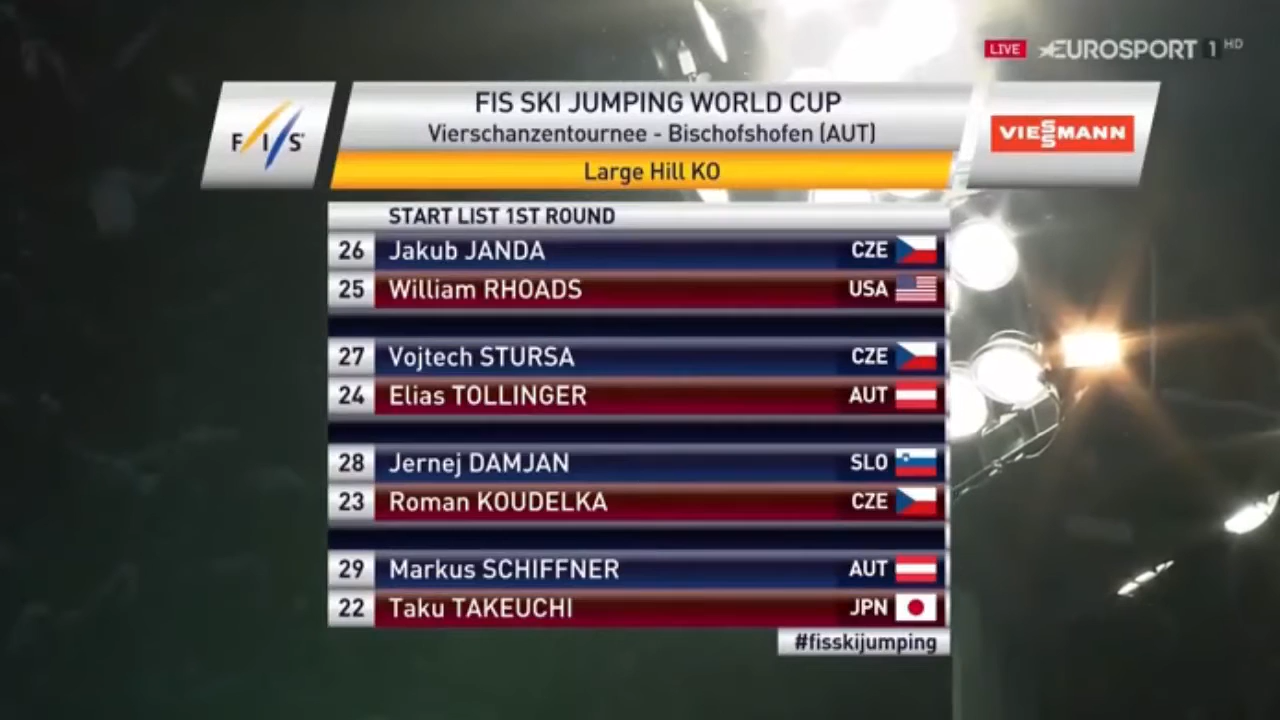 LIVE EUROSPORT 1 HD
FIS
FIS SKI JUMPING WORLD CUP
Vierschanzentournee - Bischofshofen (AUT)
VIESSMANN
Large Hill KO
START LIST 1ST ROUND
26 Jakub JANDA CZE
25 William RHOADS USA
27 Vojtech STURSA CZE
24 Elias TOLLINGER AUT
28 Jernej DAMJAN SLO
23 Roman KOUDELKA CZE
29 Markus SCHIFFNER AUT
22 Taku TAKEUCHI JPN
#fisskijumping